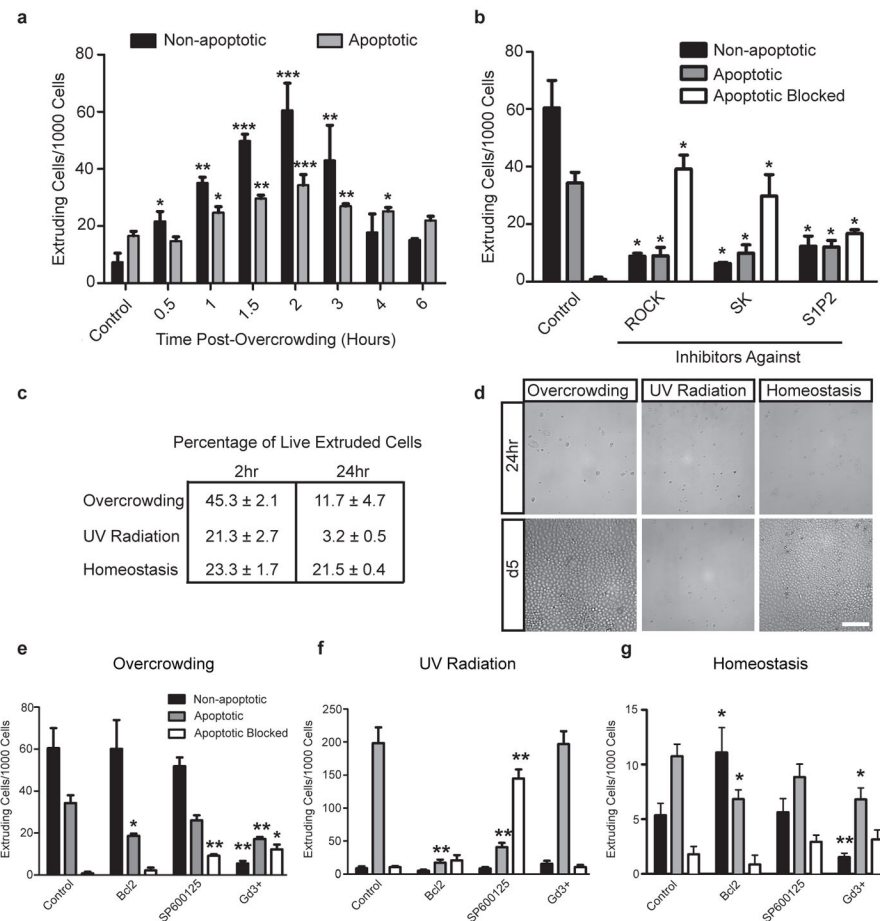 a
Non-apoptotic Apoptotic
Extruding Cells/1000 Cells
80
60
40
20
0
* ** *** *** ** * ** *** ** *
Control 0.5 1 1.5 2 3 4 6
Time Post-Overcrowding (Hours)
b
Non-apoptotic
Apoptotic
Apoptotic Blocked
Extruding Cells/1000 Cells
80
60
40
20
0
* * * * * * * * *
Control ROCK SK S1P2
Inhibitors Against
c
Percentage of Live Extruded Cells
2hr 24hr
Overcrowding 45.3 ± 2.1 11.7 ± 4.7
UV Radiation 21.3 ± 2.7 3.2 ± 0.5
Homeostasis 23.3 ± 1.7 21.5 ± 0.4
d
Overcrowding UV Radiation Homeostasis
24hr
d5
e
Overcrowding
Non-apoptotic
Apoptotic
Apoptotic Blocked
Extruding Cells/1000 Cells
80
60
40
20
0
* ** ** ** *
Control Bcl2 SP600125 Gd3+
f
UV Radiation
Extruding Cells/1000 Cells
250
200
150
100
50
0
** ** **
Control Bcl2 SP600125 Gd3+
g
Homeostasis
Extruding Cells/1000 Cells
15
10
5
0
* * ** *
Control Bcl2 SP600125 Gd3+